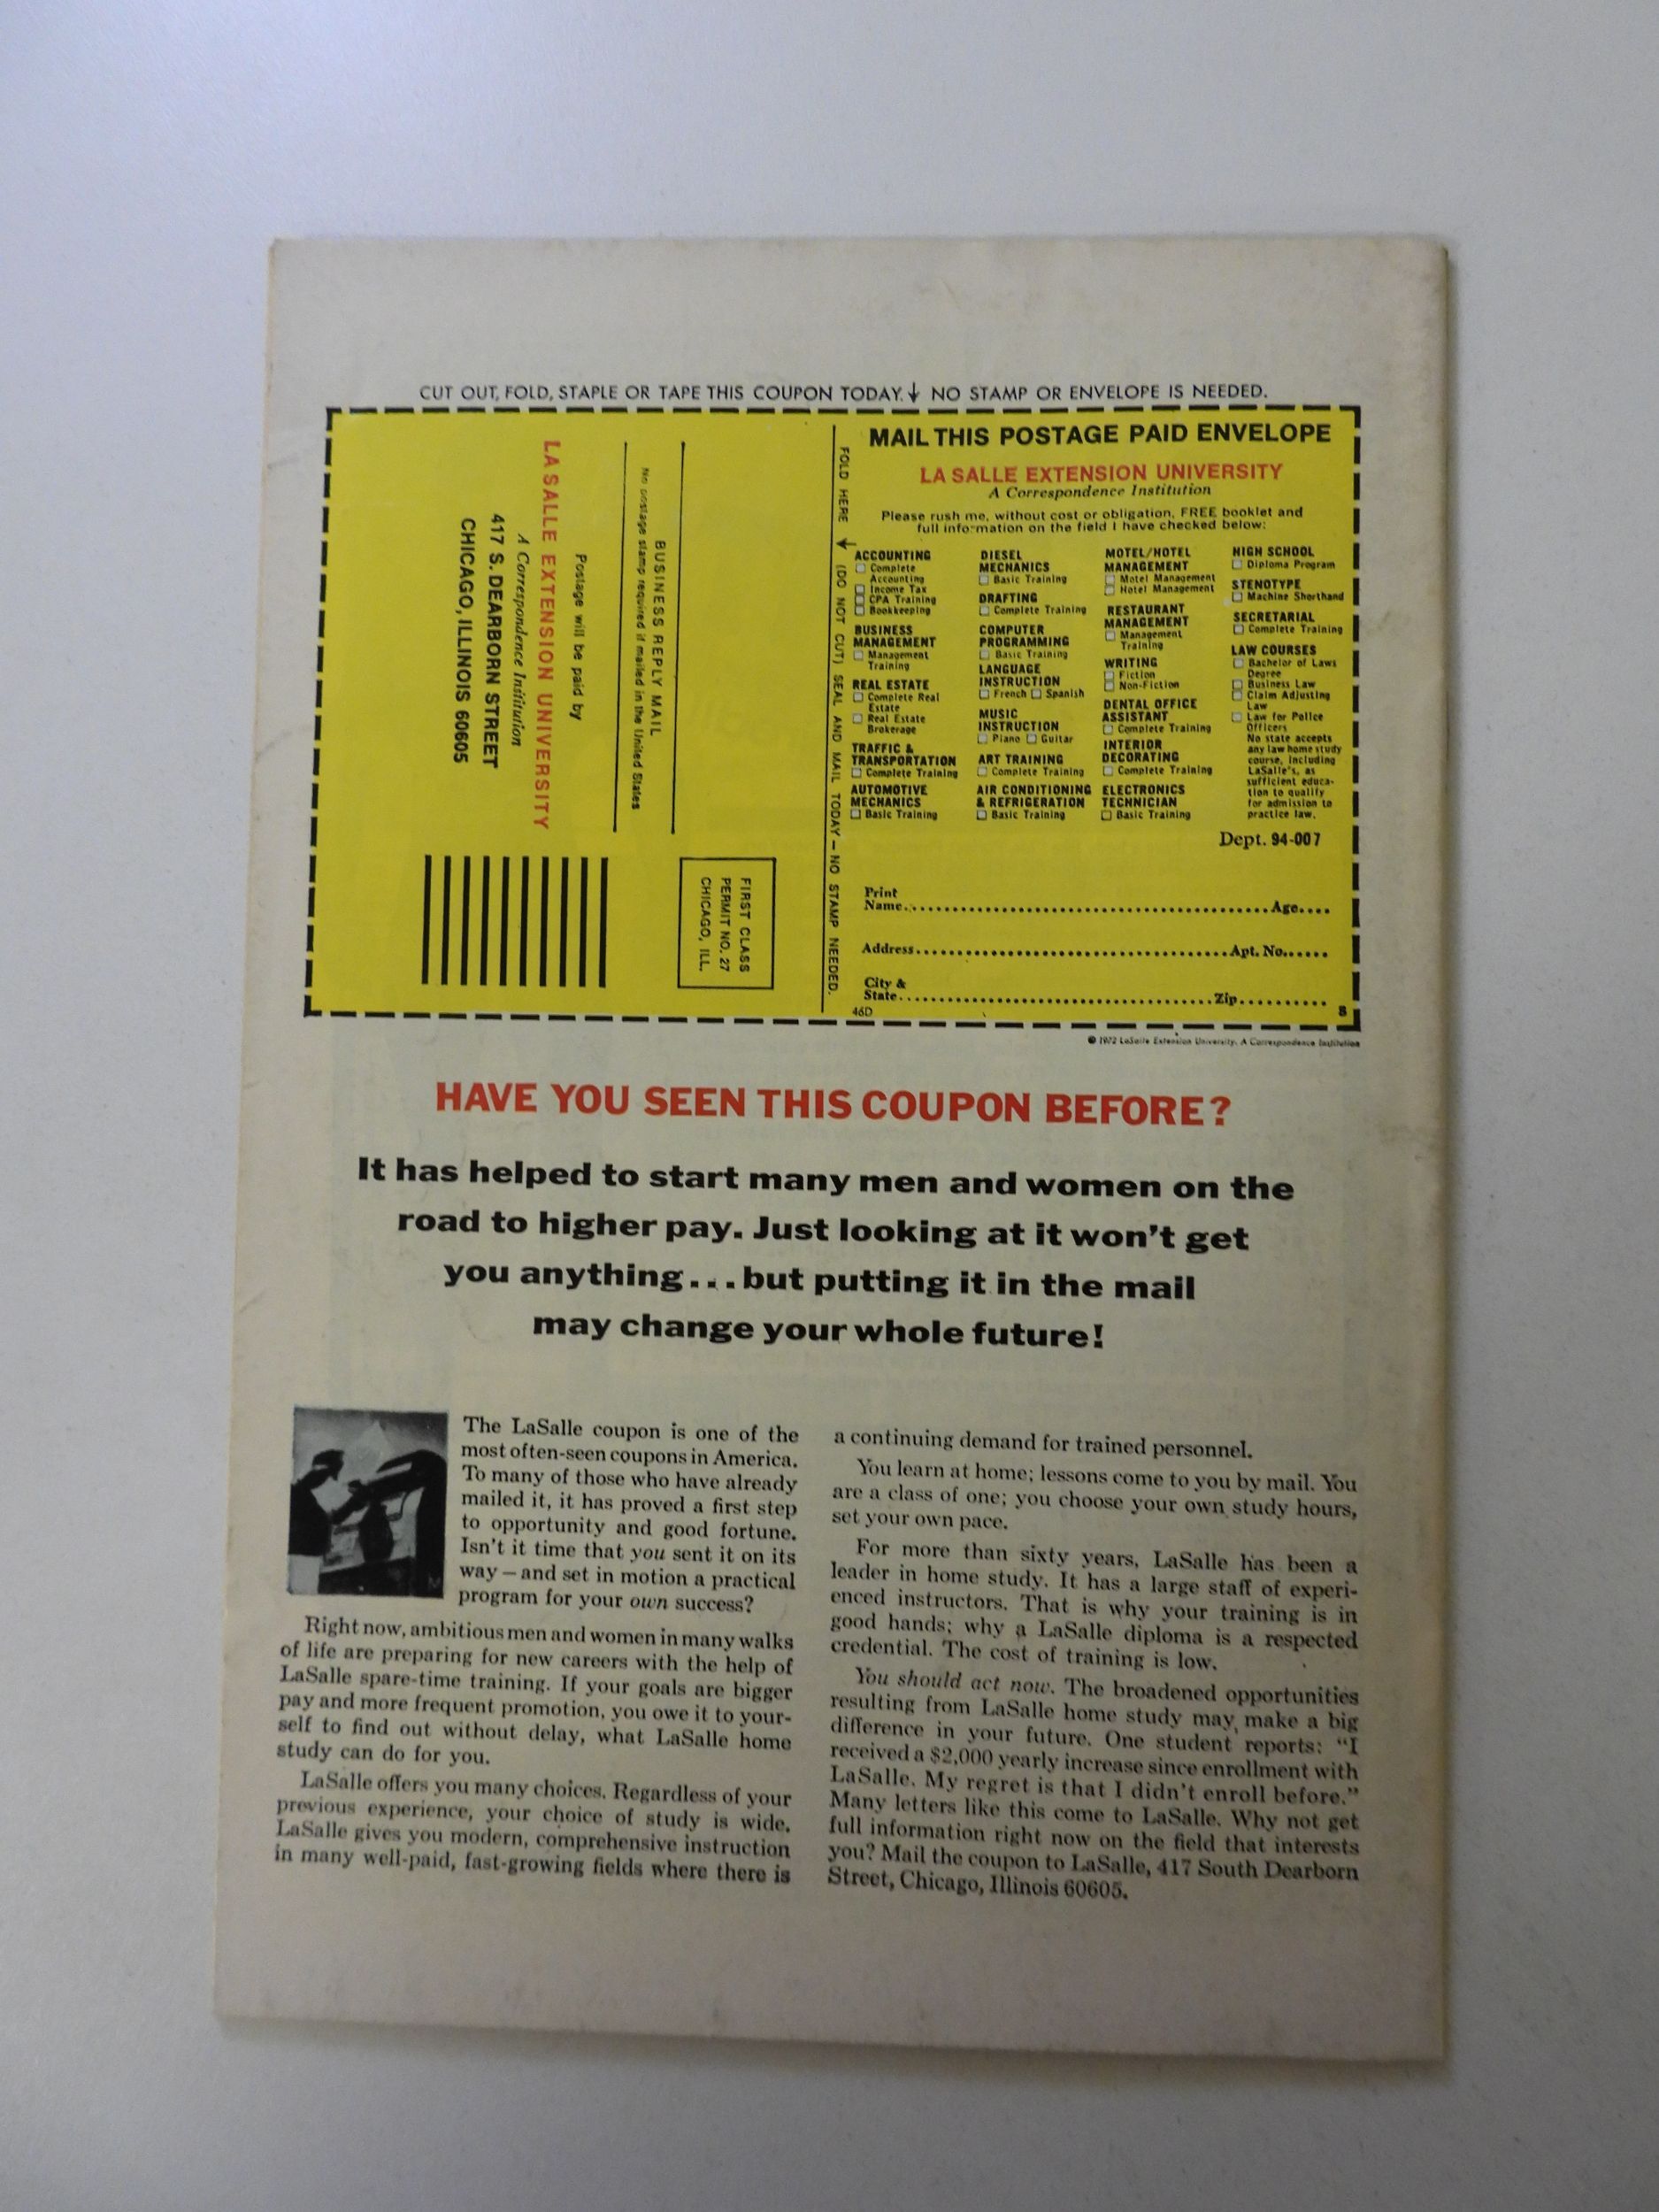 CUT OUT, FOLD, STAPLE OR TAPE THIS COUPON TODAY. ↓ NO STAMP OR ENVELOPE IS NEEDED.
LA SALLE EXTENSION UNIVERSITY
A Correspondence Institution
417 S. DEARBORN STREET
CHICAGO, ILLINOIS 60605
Postage will be paid by
No postage stamp required if mailed in the United States
BUSINESS REPLY MAIL
FIRST CLASS
PERMIT NO. 27
CHICAGO, ILL.
FOLD HERE (DO NOT CUT) SEAL AND MAIL TODAY — NO STAMP NEEDED.
MAIL THIS POSTAGE PAID ENVELOPE
LA SALLE EXTENSION UNIVERSITY
A Correspondence Institution
Please rush me, without cost or obligation, FREE booklet and
full information on the field I have checked below:
ACCOUNTING
Complete
Accounting
Income Tax
CPA Training
Bookkeeping
BUSINESS
MANAGEMENT
Management
Training
REAL ESTATE
Complete Real
Estate
Real Estate
Brokerage
TRAFFIC &
TRANSPORTATION
Complete Training
AUTOMOTIVE
MECHANICS
Basic Training
DIESEL
MECHANICS
Basic Training
DRAFTING
Complete Training
COMPUTER
PROGRAMMING
Basic Training
LANGUAGE
INSTRUCTION
French Spanish
MUSIC
INSTRUCTION
Piano Guitar
ART TRAINING
Complete Training
AIR CONDITIONING
& REFRIGERATION
Basic Training
MOTEL/HOTEL
MANAGEMENT
Motel Management
Hotel Management
RESTAURANT
MANAGEMENT
Management
Training
WRITING
Fiction
Non-Fiction
DENTAL OFFICE
ASSISTANT
Complete Training
INTERIOR
DECORATING
Complete Training
ELECTRONICS
TECHNICIAN
Basic Training
HIGH SCHOOL
Diploma Program
STENOTYPE
Machine Shorthand
SECRETARIAL
Complete Training
LAW COURSES
Bachelor of Laws
Degree
Business Law
Claim Adjusting
Law
Law for Police
Officers
No state accepts
any law home study
course, including
LaSalle's, as
sufficient educa-
tion to qualify
for admission to
practice law.
Dept. 94-007
Print
Name Age
Address Apt. No.
City &
State Zip
46D 8
© 1972 LaSalle Extension University, A Correspondence Institution
HAVE YOU SEEN THIS COUPON BEFORE?
It has helped to start many men and women on the
road to higher pay. Just looking at it won't get
you anything...but putting it in the mail
may change your whole future!
The LaSalle coupon is one of the
most often-seen coupons in America.
To many of those who have already
mailed it, it has proved a first step
to opportunity and good fortune.
Isn't it time that you sent it on its
way — and set in motion a practical
program for your own success?
Right now, ambitious men and women in many walks
of life are preparing for new careers with the help of
LaSalle spare-time training. If your goals are bigger
pay and more frequent promotion, you owe it to your-
self to find out without delay, what LaSalle home
study can do for you.
LaSalle offers you many choices. Regardless of your
previous experience, your choice of study is wide.
LaSalle gives you modern, comprehensive instruction
in many well-paid, fast-growing fields where there is
a continuing demand for trained personnel.
You learn at home; lessons come to you by mail. You
are a class of one; you choose your own study hours,
set your own pace.
For more than sixty years, LaSalle has been a
leader in home study. It has a large staff of experi-
enced instructors. That is why your training is in
good hands; why a LaSalle diploma is a respected
credential. The cost of training is low.
You should act now. The broadened opportunities
resulting from LaSalle home study may make a big
difference in your future. One student reports: "I
received a $2,000 yearly increase since enrollment with
LaSalle. My regret is that I didn't enroll before."
Many letters like this come to LaSalle. Why not get
full information right now on the field that interests
you? Mail the coupon to LaSalle, 417 South Dearborn
Street, Chicago, Illinois 60605.